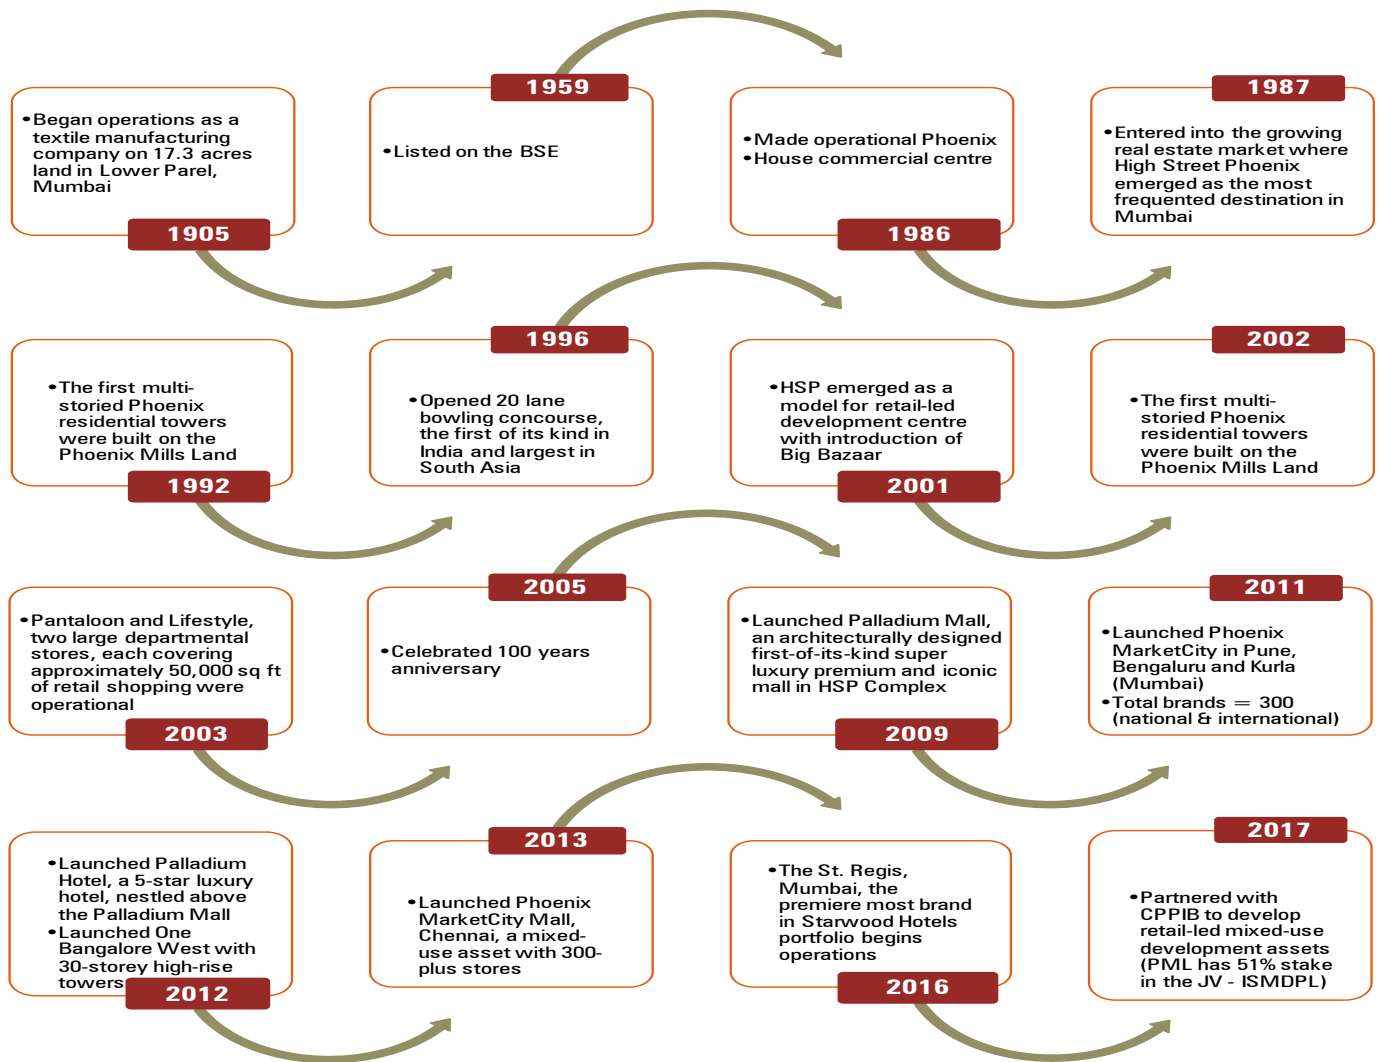 •Began operations as a
textile manufacturing
company on 17.3 acres
land in Lower Parel,
Mumbai
1905
1959
•Listed on the BSE
•Made operational Phoenix
•House commercial centre
1986
1987
•Entered into the growing
real estate market where
High Street Phoenix
emerged as the most
frequented destination in
Mumbai
•The first multi-
storied Phoenix
residential towers
were built on the
Phoenix Mills Land
1992
1996
•Opened 20 lane
bowling concourse,
the first of its kind in
India and largest in
South Asia
•HSP emerged as a
model for retail-led
development centre
with introduction of
Big Bazaar
2001
2002
•The first multi-
storied Phoenix
residential towers
were built on the
Phoenix Mills Land
•Pantaloon and Lifestyle,
two large departmental
stores, each covering
approximately 50,000 sq ft
of retail shopping were
operational
2003
2005
•Celebrated 100 years
anniversary
•Launched Palladium Mall,
an architecturally designed
first-of-its-kind super
luxury premium and iconic
mall in HSP Complex
2009
2011
•Launched Phoenix
MarketCity in Pune,
Bengaluru and Kurla
(Mumbai)
•Total brands = 300
(national & international)
•Launched Palladium
Hotel, a 5-star luxury
hotel, nestled above
the Palladium Mall
•Launched One
Bangalore West with
30-storey high-rise
towers
2012
2013
•Launched Phoenix
MarketCity Mall,
Chennai, a mixed-
use asset with 300-
plus stores
•The St. Regis,
Mumbai, the
premiere most brand
in Starwood Hotels
portfolio begins
operations
2016
2017
•Partnered with
CPPIB to develop
retail-led mixed-use
development assets
(PML has 51% stake
in the JV - ISMDPL)